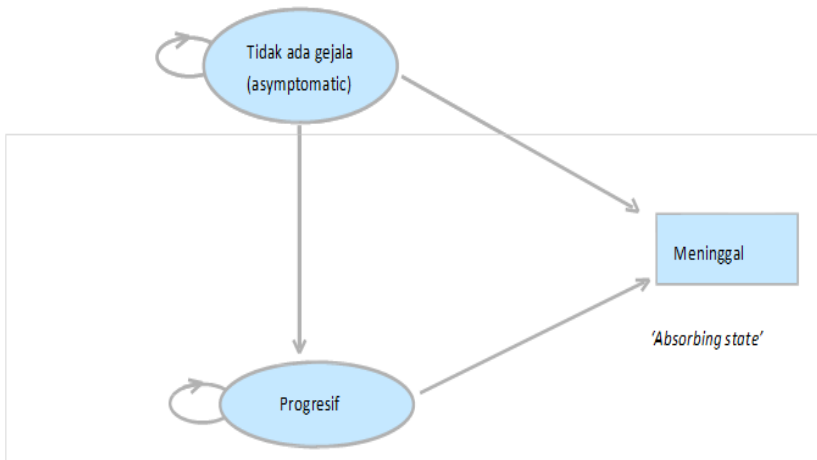 Tidak ada gejala
(asymptomatic)
Meninggal
‘Absorbing state’
Progresif